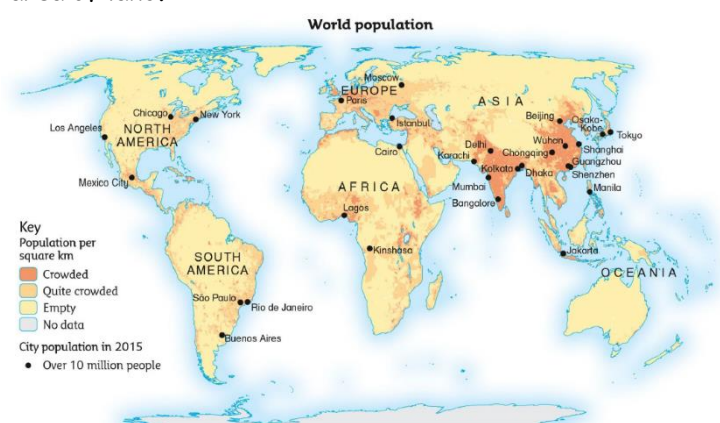 World population
Moscow
EUROPE
Paris
ASIA
Chicago
New York
Istanbul
Beijing
Osaka-
Kobe
Tokyo
Los Angeles
NORTH
AMERICA
Cairo
Delhi
Wuhan
Karachi
Chongqing
Shanghai
Guangzhou
Mexico City
Kolkata
Dhaka
Shenzhen
AFRICA
Mumbai
Manila
Bangalore
Lagos
Key
Population per
square km
Crowded
Quite crowded
Empty
No data
City population in 2015
Over 10 million people
SOUTH
AMERICA
Kinshasa
Jakarta
OCEANIA
São Paulo
Rio de Janeiro
Buenos Aires